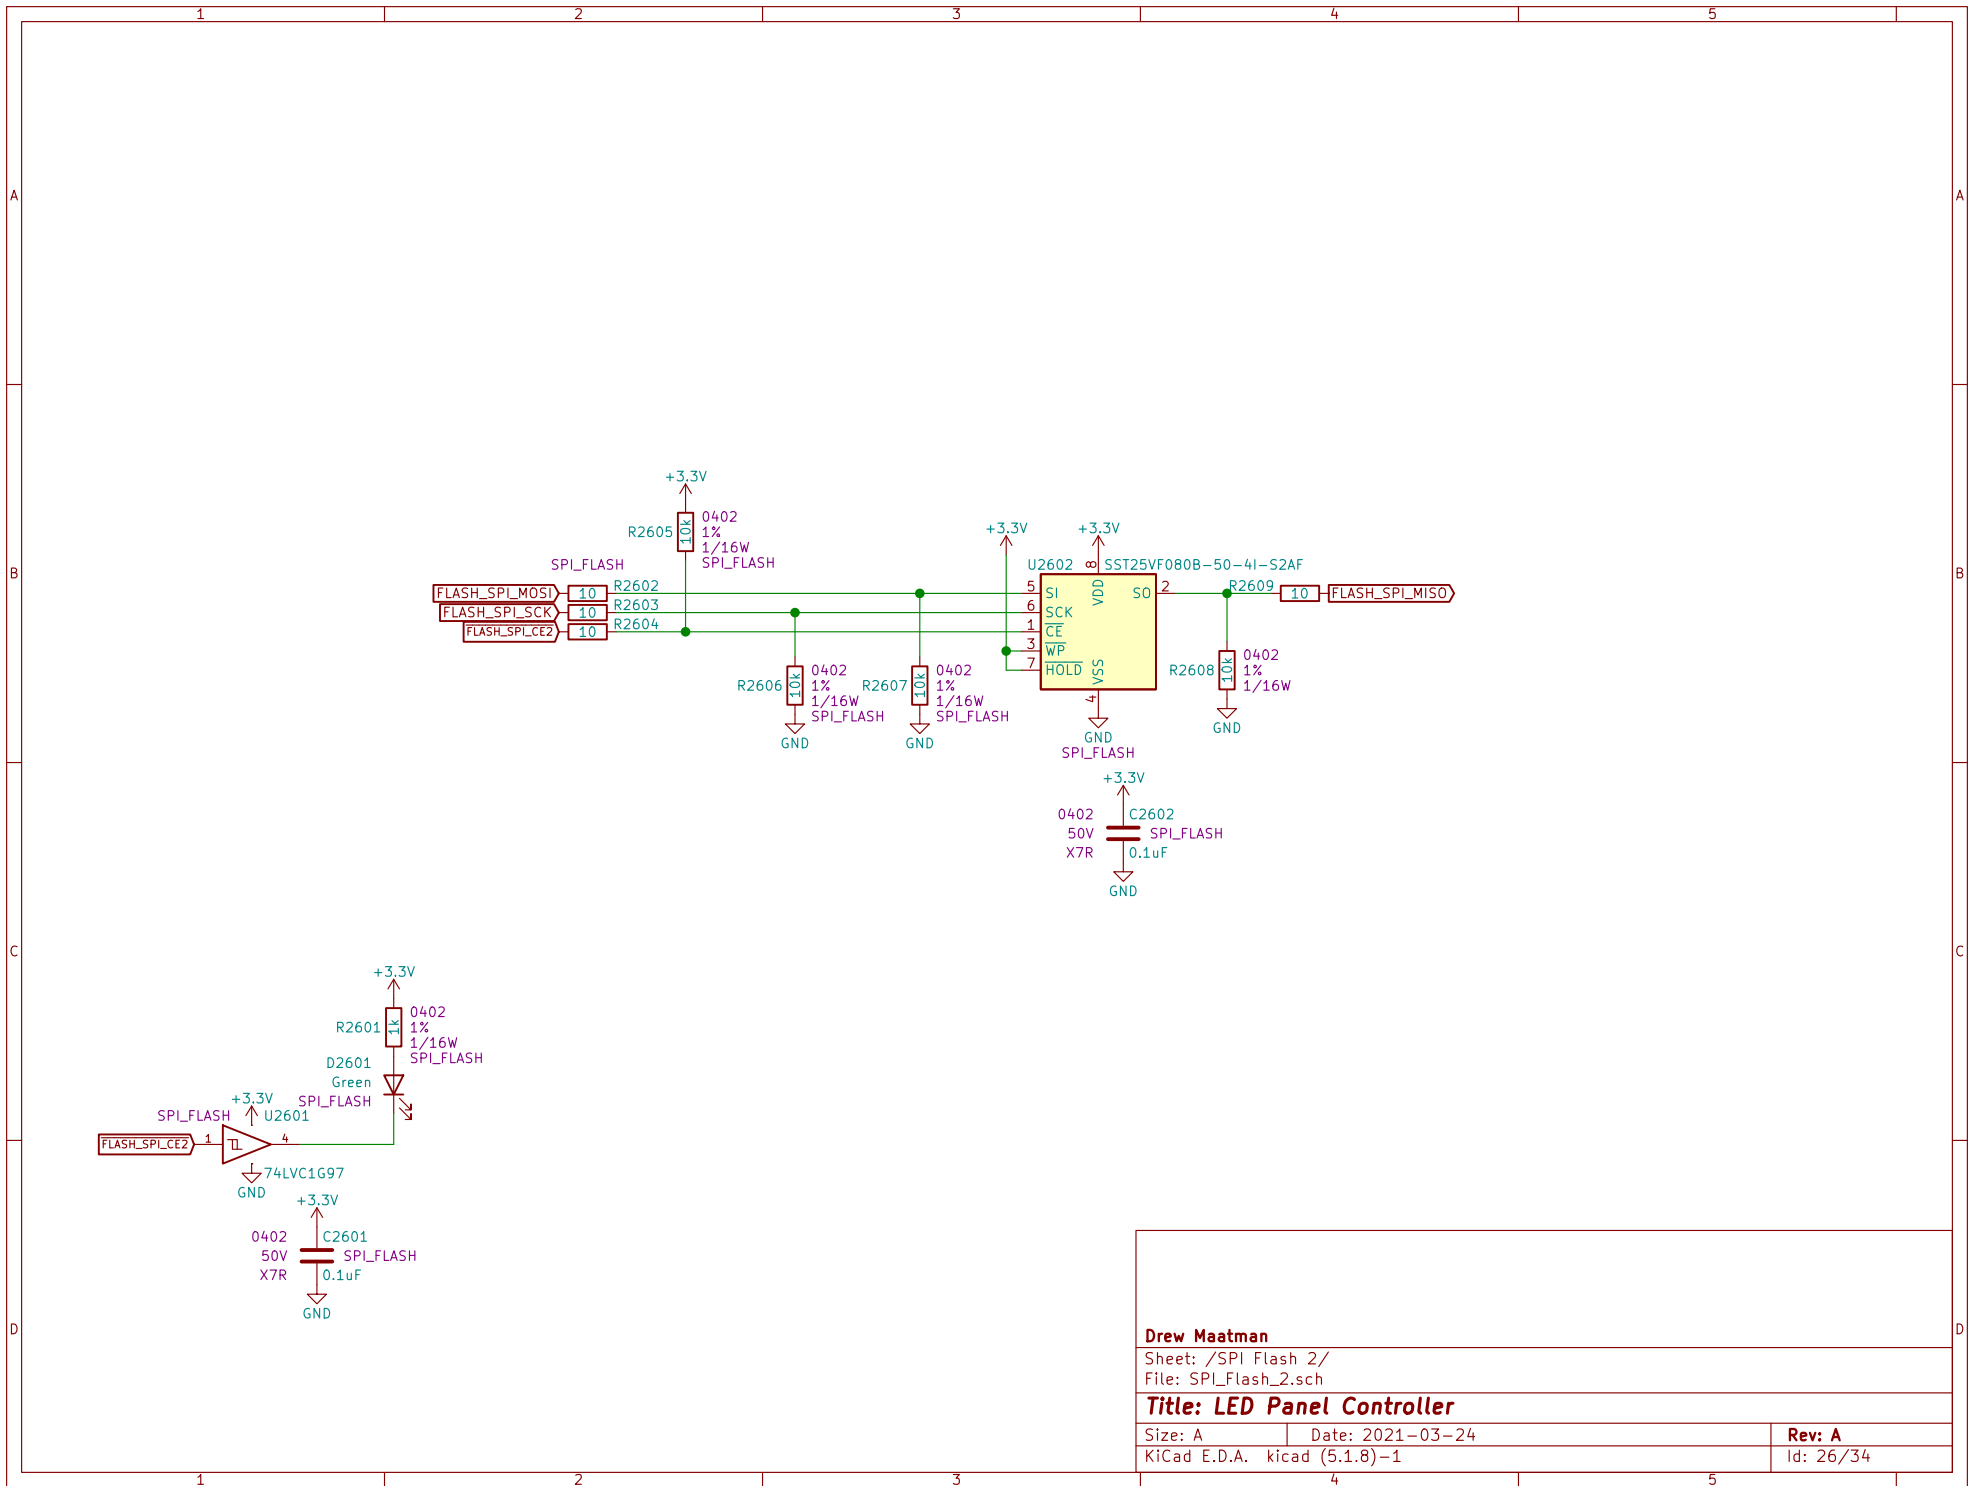 1 2 3 4 5
A A
B B
C C
D D
+3.3V
R2605 10k
0402
1%
1/16W
SPI_FLASH
SPI_FLASH
FLASH_SPI_MOSI 10 R2602
FLASH_SPI_SCK 10 R2603
FLASH_SPI_CE2 10 R2604
R2606 10k
0402
1%
1/16W
SPI_FLASH
GND
R2607 10k
0402
1%
1/16W
SPI_FLASH
GND
+3.3V +3.3V
U2602 8 SST25VF080B-50-4I-S2AF
5 SI VDD SO 2
6 SCK
1 CE
3 WP
7 HOLD VSS
4
GND
SPI_FLASH
R2609 10 FLASH_SPI_MISO
R2608 10k
0402
1%
1/16W
GND
+3.3V
0402 C2602
50V SPI_FLASH
X7R 0.1uF
GND
+3.3V
R2601 1k
0402
1%
1/16W
SPI_FLASH
D2601
Green
SPI_FLASH
+3.3V
SPI_FLASH U2601
FLASH_SPI_CE2 1 4
74LVC1G97
GND
+3.3V
0402 C2601
50V SPI_FLASH
X7R 0.1uF
GND
Drew Maatman
Sheet: /SPI Flash 2/
File: SPI_Flash_2.sch
Title: LED Panel Controller
Size: A Date: 2021-03-24 Rev: A
KiCad E.D.A. kicad (5.1.8)-1 Id: 26/34
1 2 3 4 5